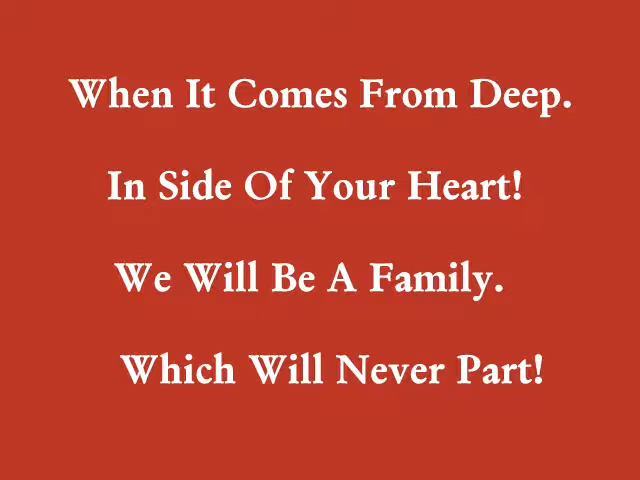 When It Comes From Deep.
In Side Of Your Heart!
We Will Be A Family.
Which Will Never Part!